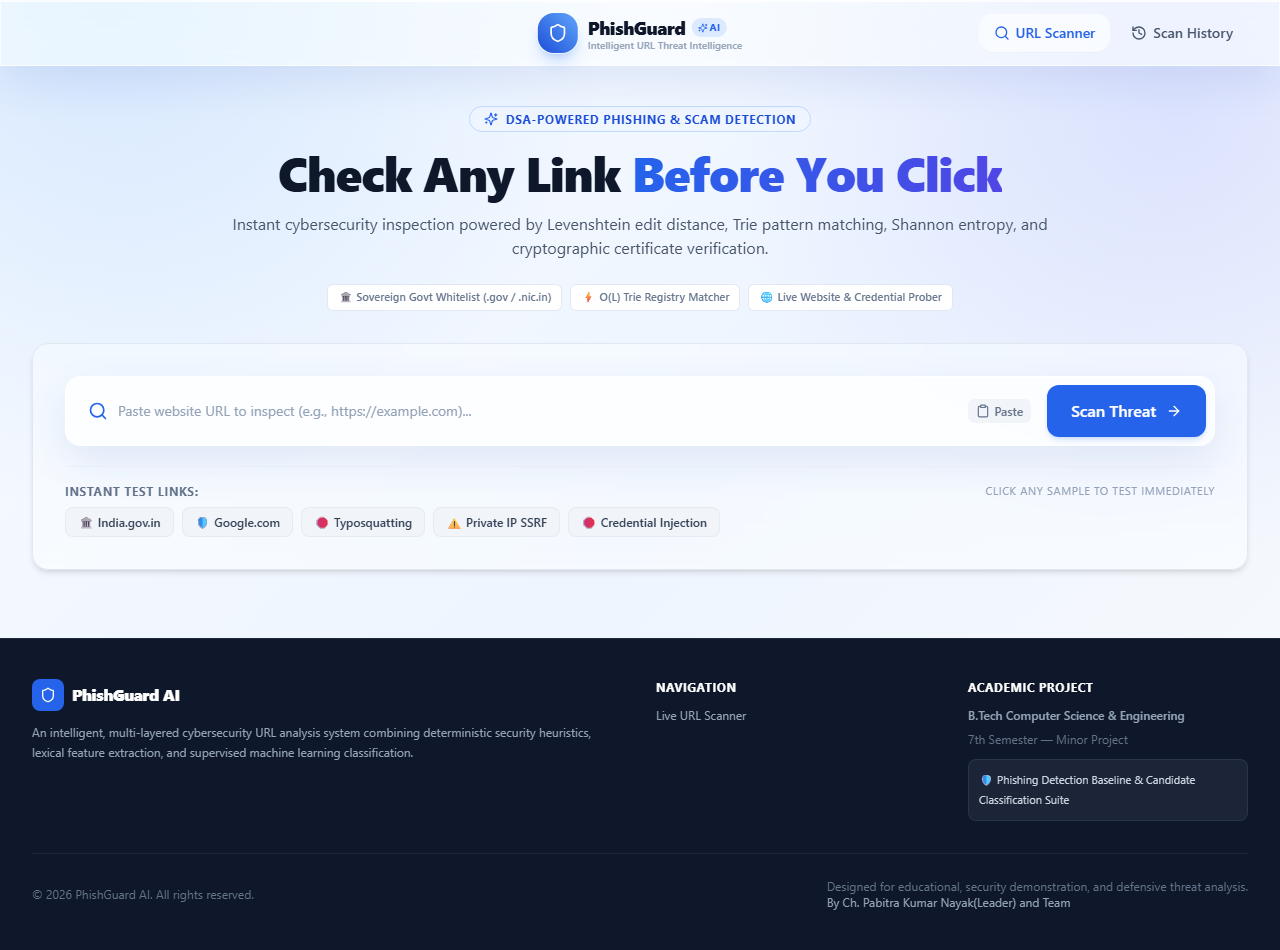 PhishGuard AI
Intelligent URL Threat Intelligence
URL Scanner
Scan History
DSA-POWERED PHISHING & SCAM DETECTION
Check Any Link Before You Click
Instant cybersecurity inspection powered by Levenshtein edit distance, Trie pattern matching, Shannon entropy, and
cryptographic certificate verification.
Sovereign Govt Whitelist (.gov / .nic.in)
O(L) Trie Registry Matcher
Live Website & Credential Prober
Paste website URL to inspect (e.g., https://example.com)...
Paste
Scan Threat
INSTANT TEST LINKS:
CLICK ANY SAMPLE TO TEST IMMEDIATELY
India.gov.in
Google.com
Typosquatting
Private IP SSRF
Credential Injection
PhishGuard AI
An intelligent, multi-layered cybersecurity URL analysis system combining deterministic security heuristics,
lexical feature extraction, and supervised machine learning classification.
NAVIGATION
Live URL Scanner
ACADEMIC PROJECT
B.Tech Computer Science & Engineering
7th Semester — Minor Project
Phishing Detection Baseline & Candidate
Classification Suite
© 2026 PhishGuard AI. All rights reserved.
Designed for educational, security demonstration, and defensive threat analysis.
By Ch. Pabitra Kumar Nayak(Leader) and Team